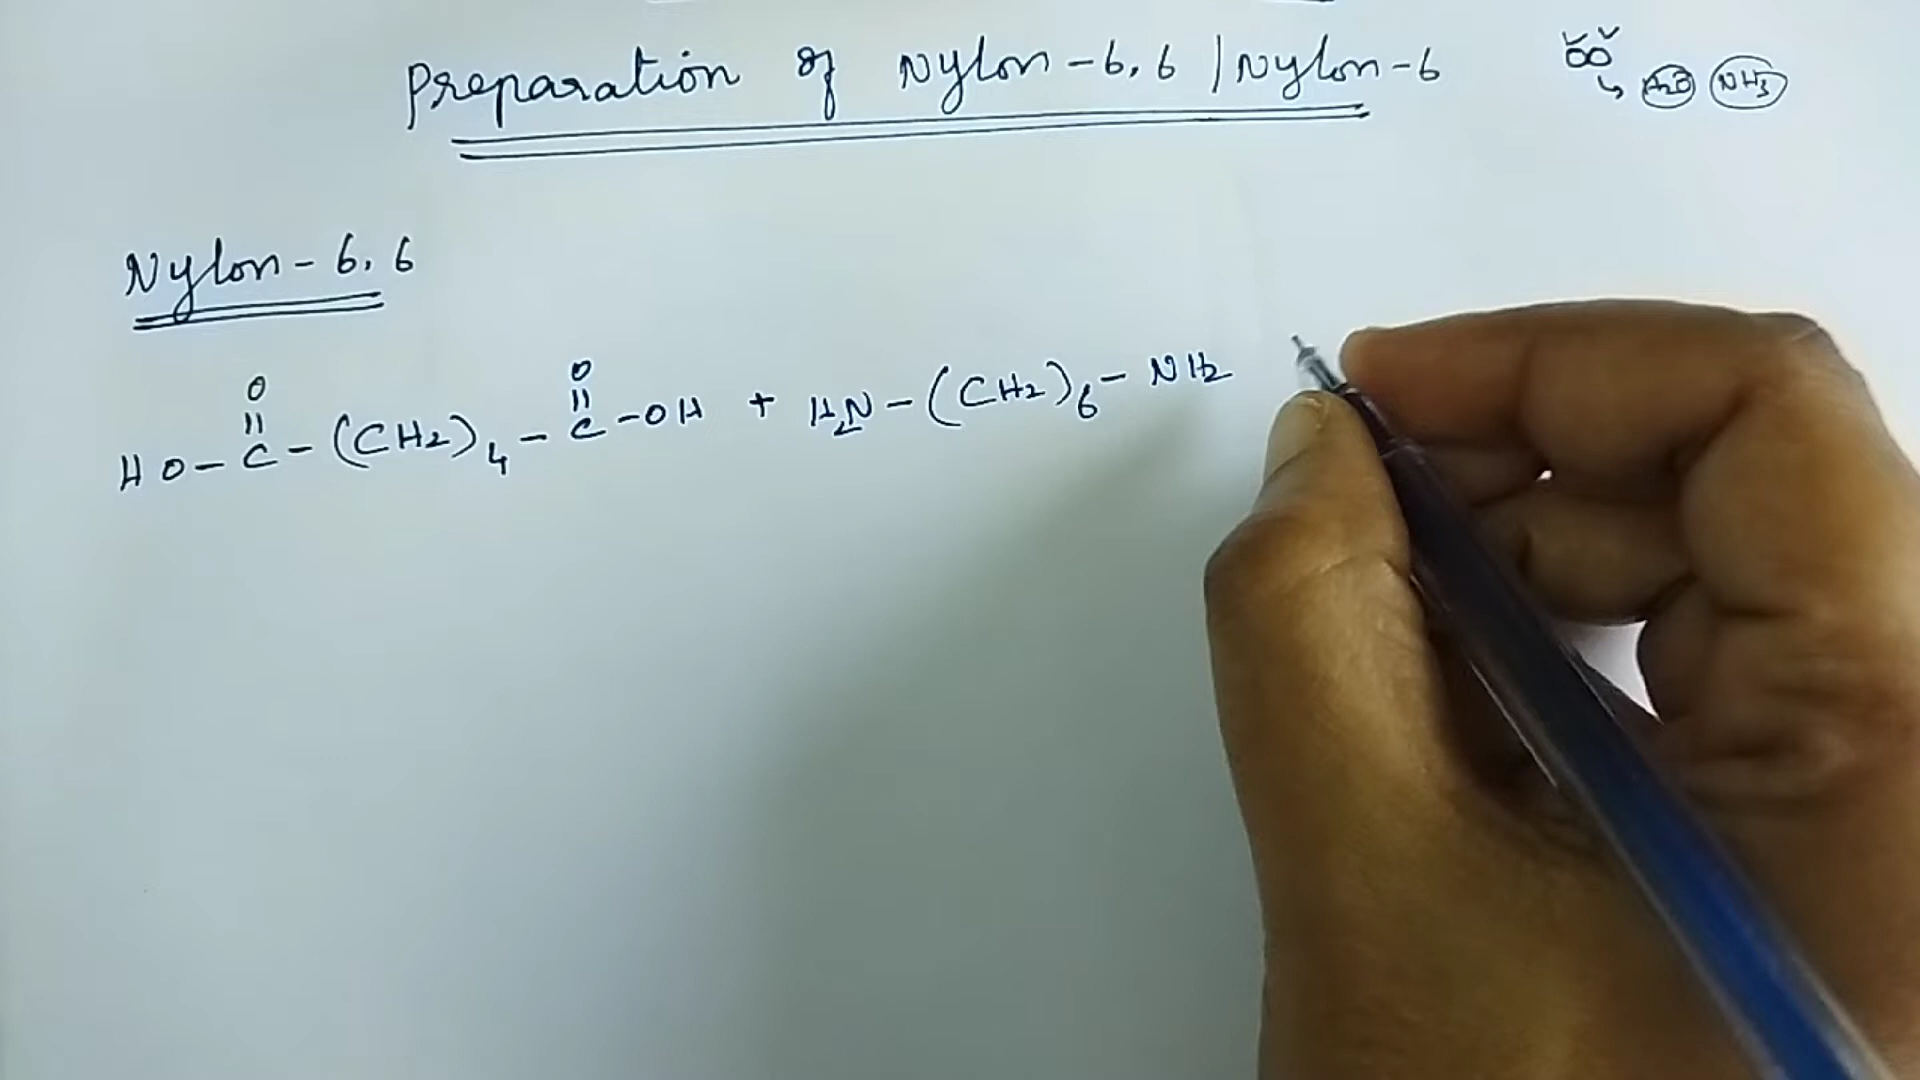 Preparation of Nylon-6,6 | Nylon-6
H2O NH3
Nylon-6,6
O O
|| ||
HO-C-(CH2)4-C-OH + H2N-(CH2)6-NH2